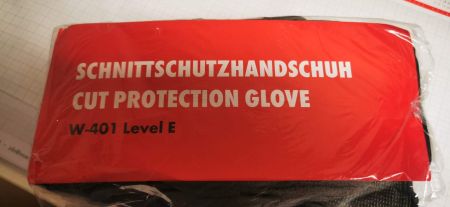 SCHNITTSCHUTZHANDSCHUH
CUT PROTECTION GLOVE
W-401 Level E